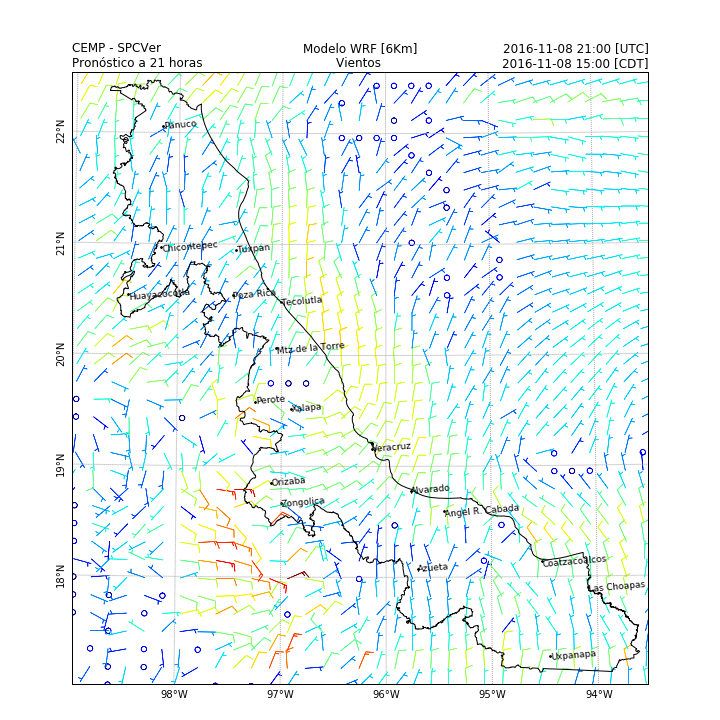 CEMP - SPCVer
Modelo WRF [6Km]
2016-11-08 21:00 [UTC]
Pronóstico a 21 horas
Vientos
2016-11-08 15:00 [CDT]
22°N
Panuco
21°N
Chicontepec
Tuxpan
Huayacocotla
Poza Rica
Tecolutla
20°N
Mtz de la Torre
Perote
Xalapa
Veracruz
19°N
Orizaba
Alvarado
Zongolica
Angel R. Cabada
18°N
Azueta
Coatzacoalcos
Las Choapas
Uxpanapa
98°W
97°W
96°W
95°W
94°W